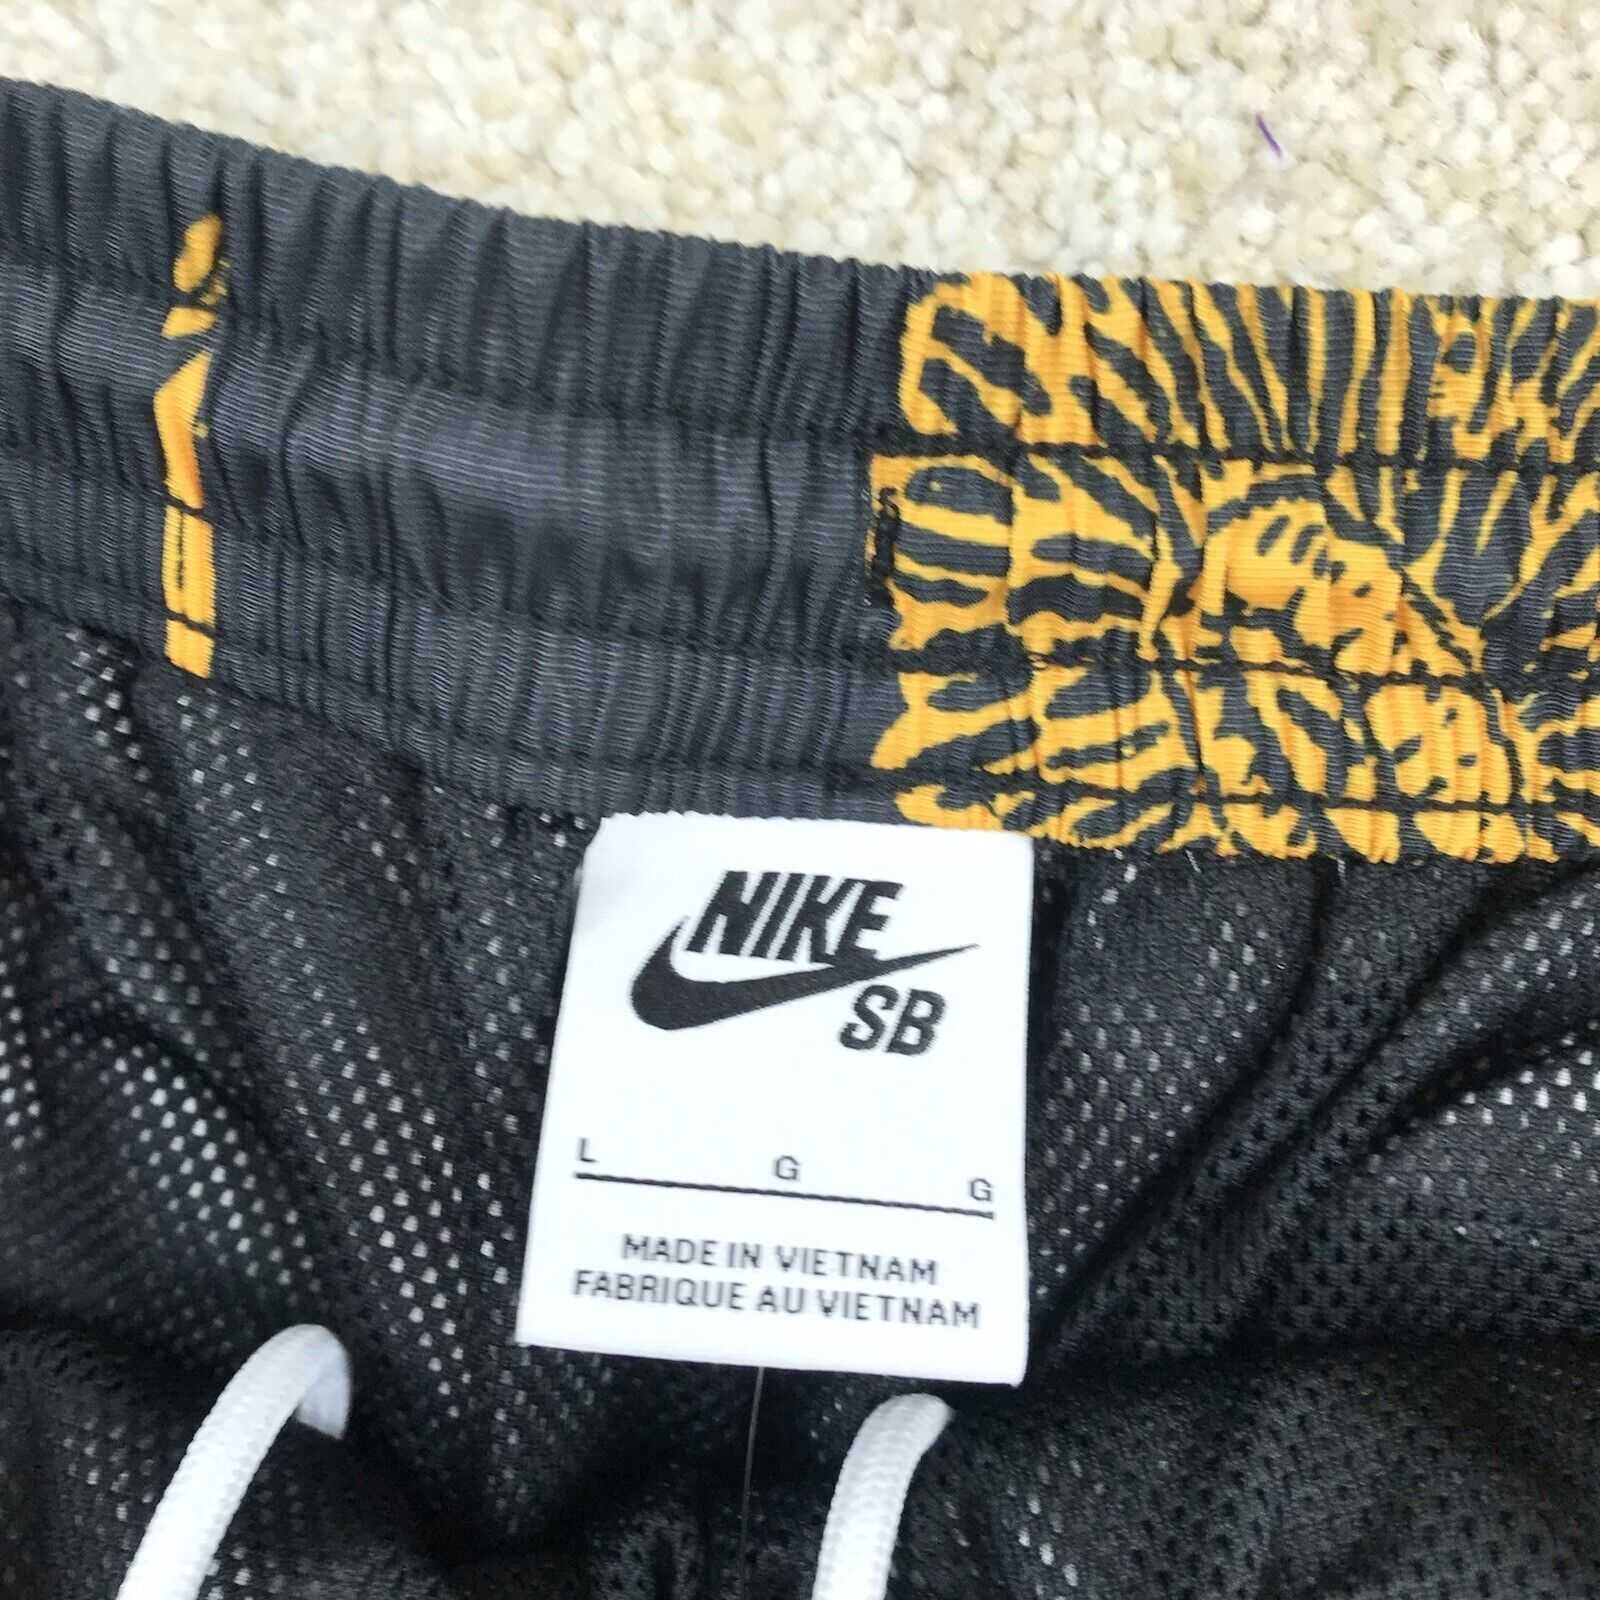 NIKE
SB
L G G
MADE IN VIETNAM
FABRIQUE AU VIETNAM